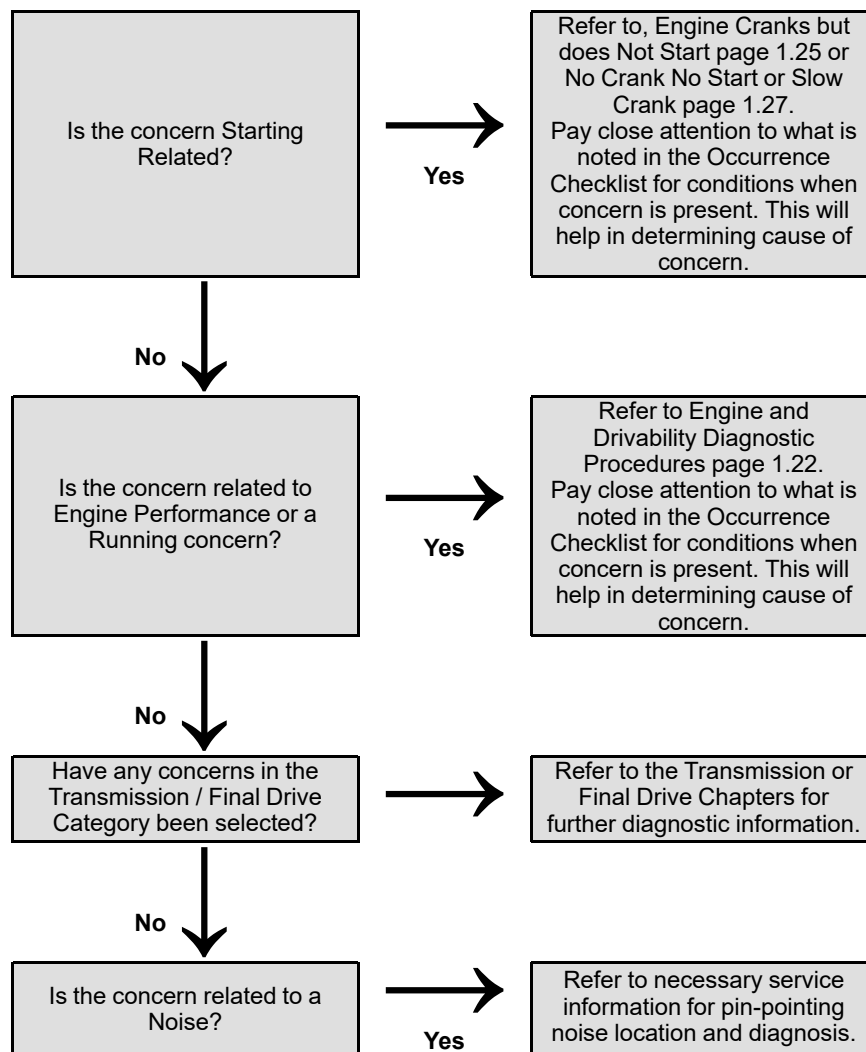 Is the concern Starting
Related?
Yes
Refer to, Engine Cranks but
does Not Start page 1.25 or
No Crank No Start or Slow
Crank page 1.27.
Pay close attention to what is
noted in the Occurrence
Checklist for conditions when
concern is present. This will
help in determining cause of
concern.
No
Is the concern related to
Engine Performance or a
Running concern?
Yes
Refer to Engine and
Drivability Diagnostic
Procedures page 1.22.
Pay close attention to what is
noted in the Occurrence
Checklist for conditions when
concern is present. This will
help in determining cause of
concern.
No
Have any concerns in the
Transmission / Final Drive
Category been selected?
Refer to the Transmission or
Final Drive Chapters for
further diagnostic information.
No
Is the concern related to a
Noise?
Yes
Refer to necessary service
information for pin-pointing
noise location and diagnosis.